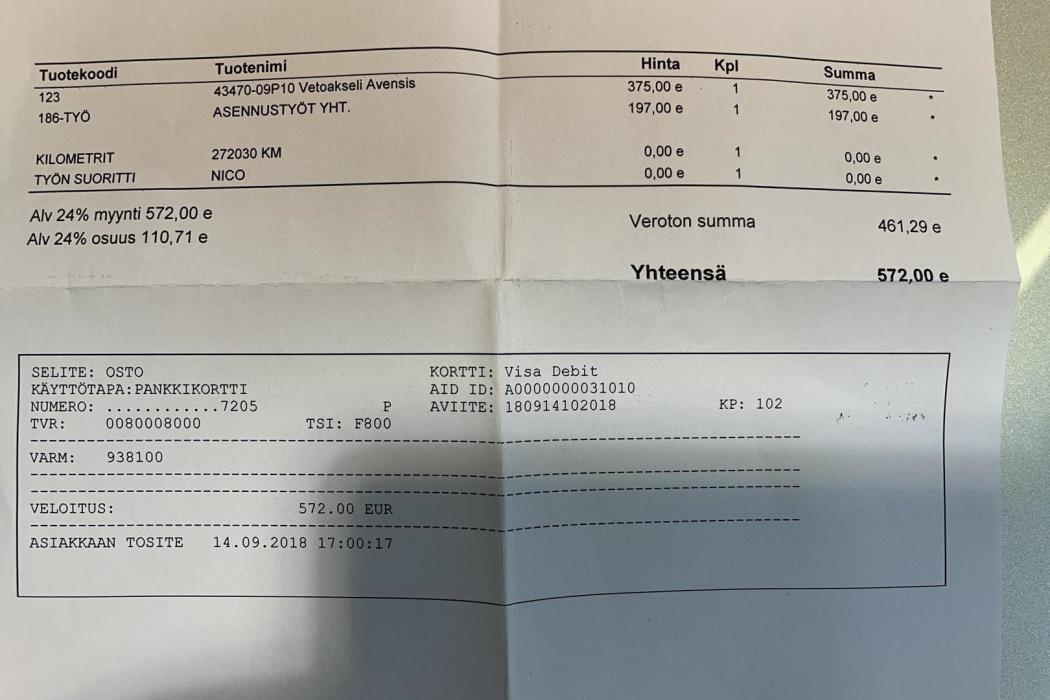 Tuotekoodi Tuotenimi Hinta Kpl Summa
123 43470-09P10 Vetoakseli Avensis 375,00 e 1 375,00 e *
186-TYÖ ASENNUSTYÖT YHT. 197,00 e 1 197,00 e *
KILOMETRIT 272030 KM 0,00 e 1 0,00 e *
TYÖN SUORITTI NICO 0,00 e 1 0,00 e *
Alv 24% myynti 572,00 e Veroton summa 461,29 e
Alv 24% osuus 110,71 e
Yhteensä 572,00 e
SELITE: OSTO KORTTI: Visa Debit
KÄYTTÖTAPA:PANKKIKORTTI AID ID: A0000000031010
NUMERO: ............7205 P AVIITE: 180914102018 KP: 102
TVR: 0080008000 TSI: F800
VARM: 938100
VELOITUS: 572.00 EUR
ASIAKKAAN TOSITE 14.09.2018 17:00:17